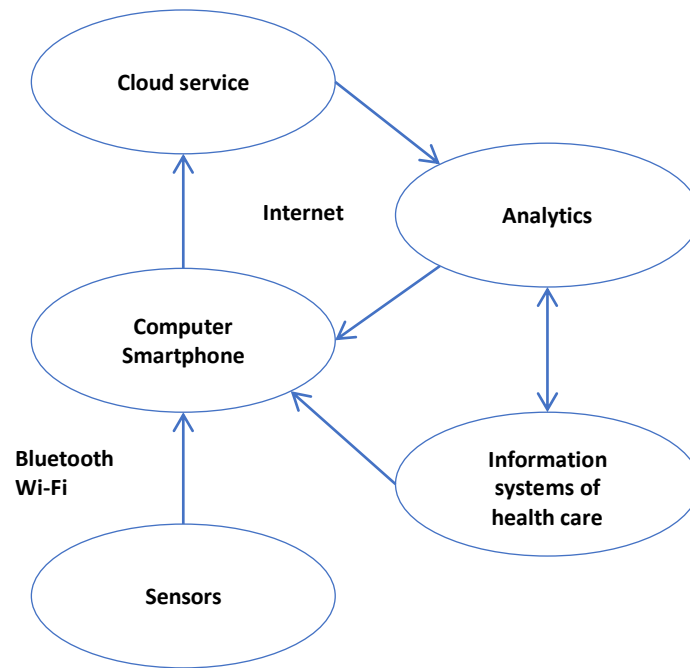 Cloud service
Internet
Analytics
Computer
Smartphone
Bluetooth
Wi-Fi
Information
systems of
health care
Sensors